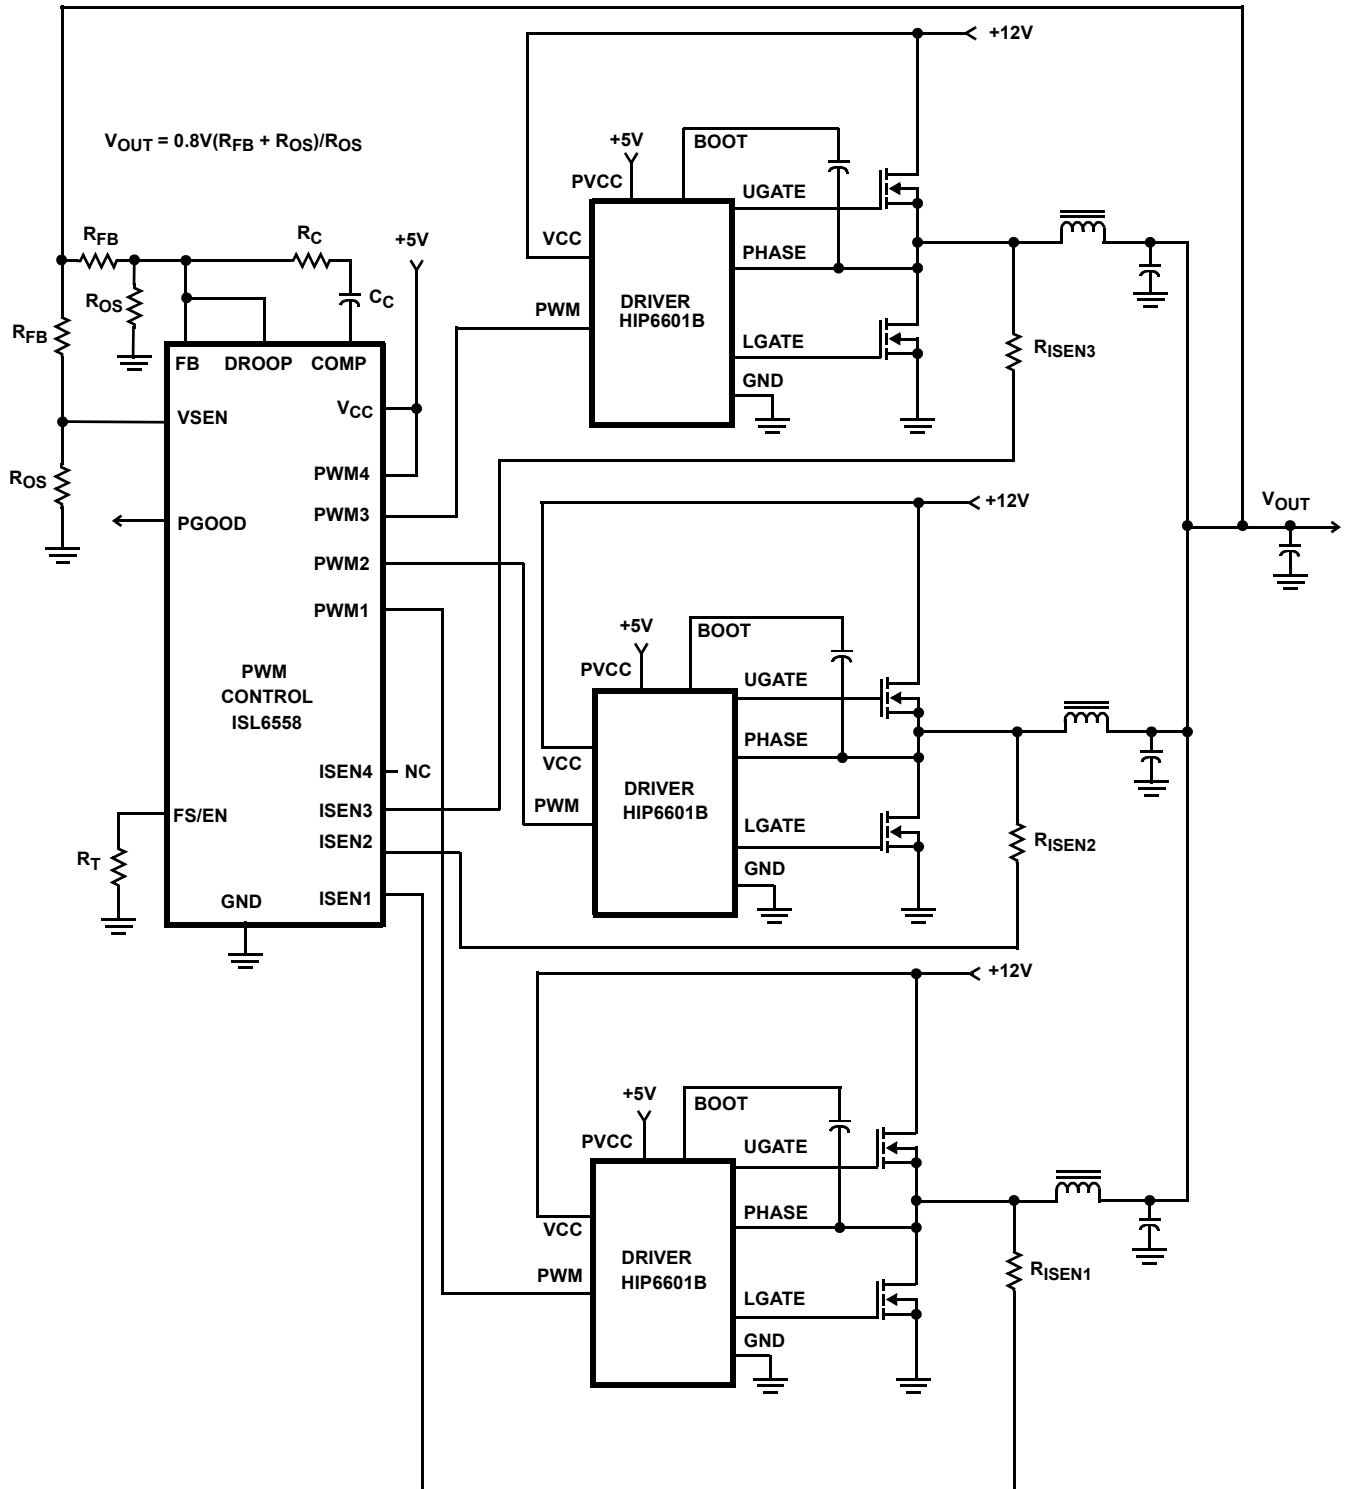 +12V
VOUT = 0.8V(RFB + ROS)/ROS
+5V
BOOT
PVCC
UGATE
RFB
RC
+5V
VCC
PHASE
ROS
CC
PWM
DRIVER
HIP6601B
RFB
LGATE
RISEN3
FB
DROOP
COMP
GND
VSEN
VCC
ROS
PWM4
PWM3
+12V
VOUT
PGOOD
PWM2
PWM1
+5V
BOOT
PVCC
UGATE
PWM
CONTROL
ISL6558
PHASE
VCC
ISEN4
NC
DRIVER
HIP6601B
PWM
ISEN3
FS/EN
LGATE
ISEN2
RISEN2
RT
GND
GND
ISEN1
+12V
+5V
BOOT
PVCC
UGATE
PHASE
VCC
DRIVER
HIP6601B
PWM
RISEN1
LGATE
GND